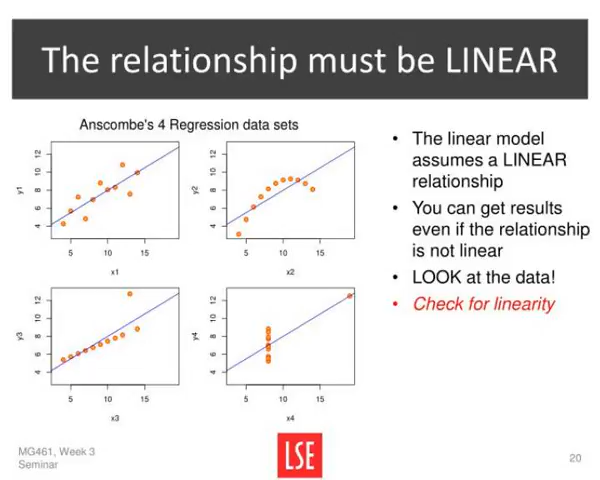 The relationship must be LINEAR
Anscombe's 4 Regression data sets
y1
4 6 8 10 12
5 10 15
x1
y2
4 6 8 10 12
5 10 15
x2
y3
4 6 8 10 12
5 10 15
x3
y4
4 6 8 10 12
5 10 15
x4
• The linear model
assumes a LINEAR
relationship
• You can get results
even if the relationship
is not linear
• LOOK at the data!
• Check for linearity
MG461, Week 3
Seminar
LSE
20